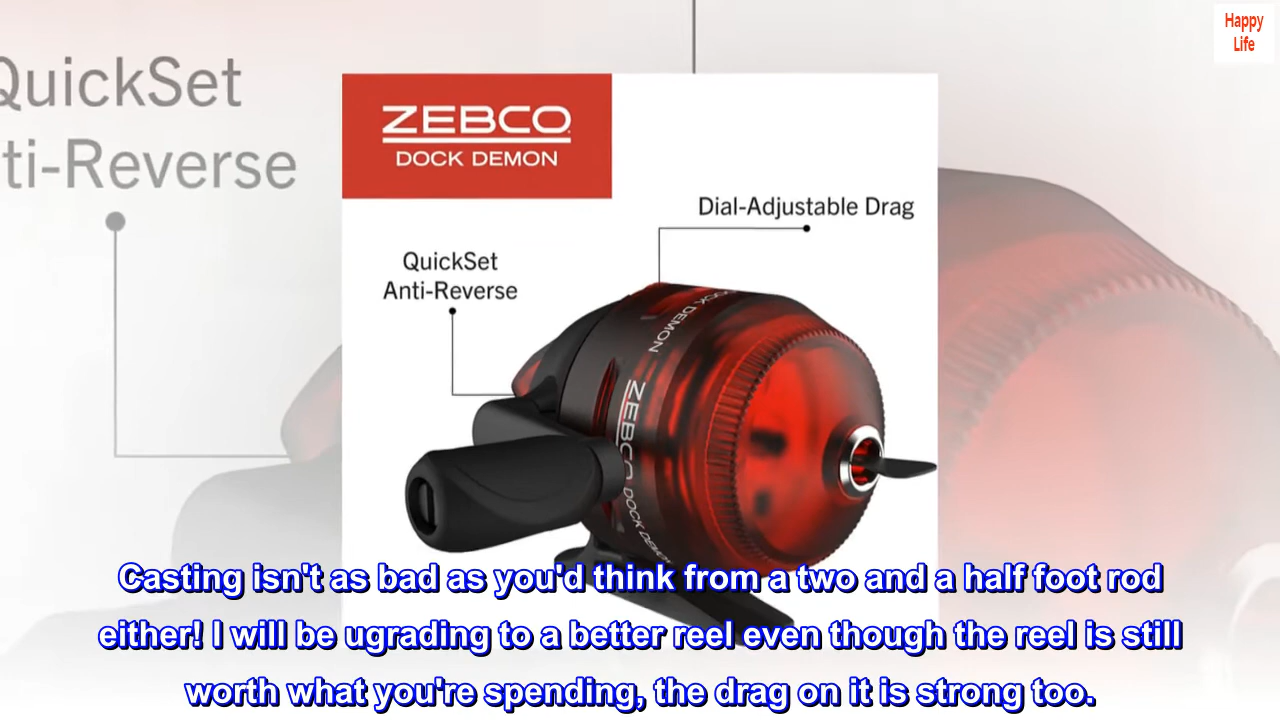 Happy
Life
QuickSet
ti-Reverse
ZEBCO
DOCK DEMON
Dial-Adjustable Drag
QuickSet
Anti-Reverse
DOCK DEMON
ZEBCO DOCK DEMON
Casting isn't as bad as you'd think from a two and a half foot rod
either! I will be ugrading to a better reel even though the reel is still
worth what you're spending, the drag on it is strong too.